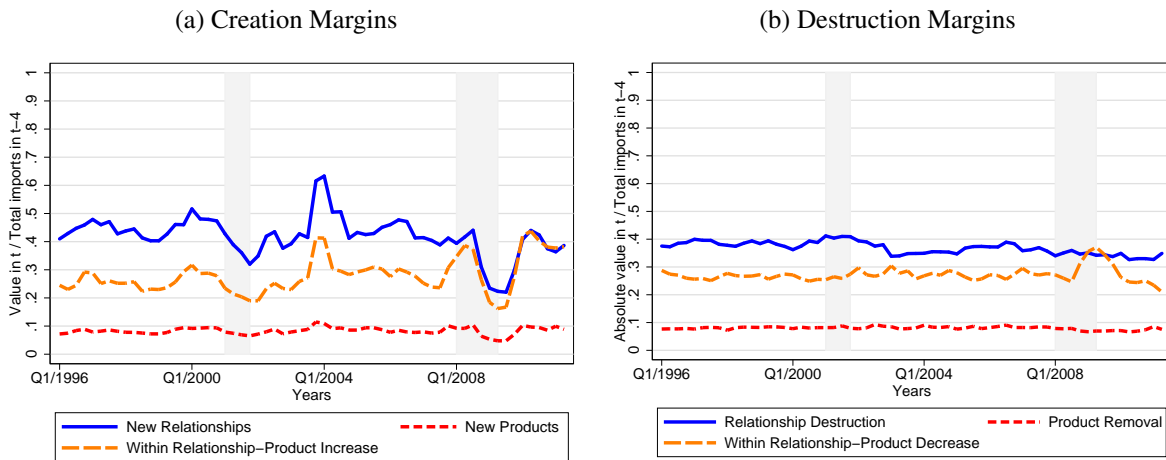 (a) Creation Margins
Value in t / Total imports in t−4
1
.9
.8
.7
.6
.5
.4
.3
.2
.1
0
Q1/1996 Q1/2000 Q1/2004 Q1/2008
Years
New Relationships New Products
Within Relationship−Product Increase
(b) Destruction Margins
Absolute value in t / Total imports in t−4
1
.9
.8
.7
.6
.5
.4
.3
.2
.1
0
Q1/1996 Q1/2000 Q1/2004 Q1/2008
Years
Relationship Destruction Product Removal
Within Relationship−Product Decrease